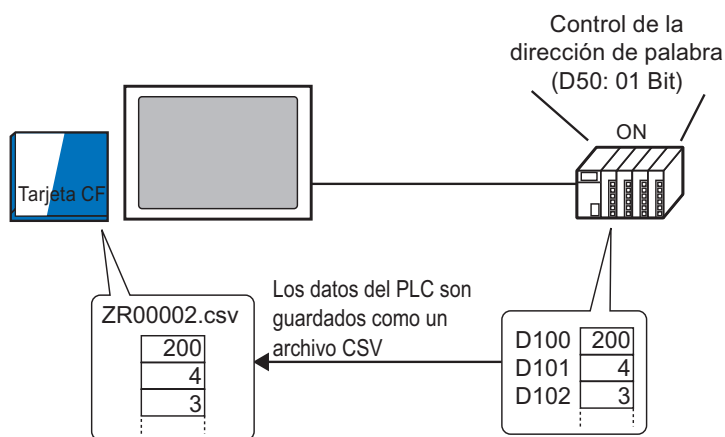 Control de la
dirección de palabra
(D50: 01 Bit)
ON
Tarjeta CF
Los datos del PLC son
guardados como un
archivo CSV
ZR00002.csv
200
4
3
D100 200
D101 4
D102 3